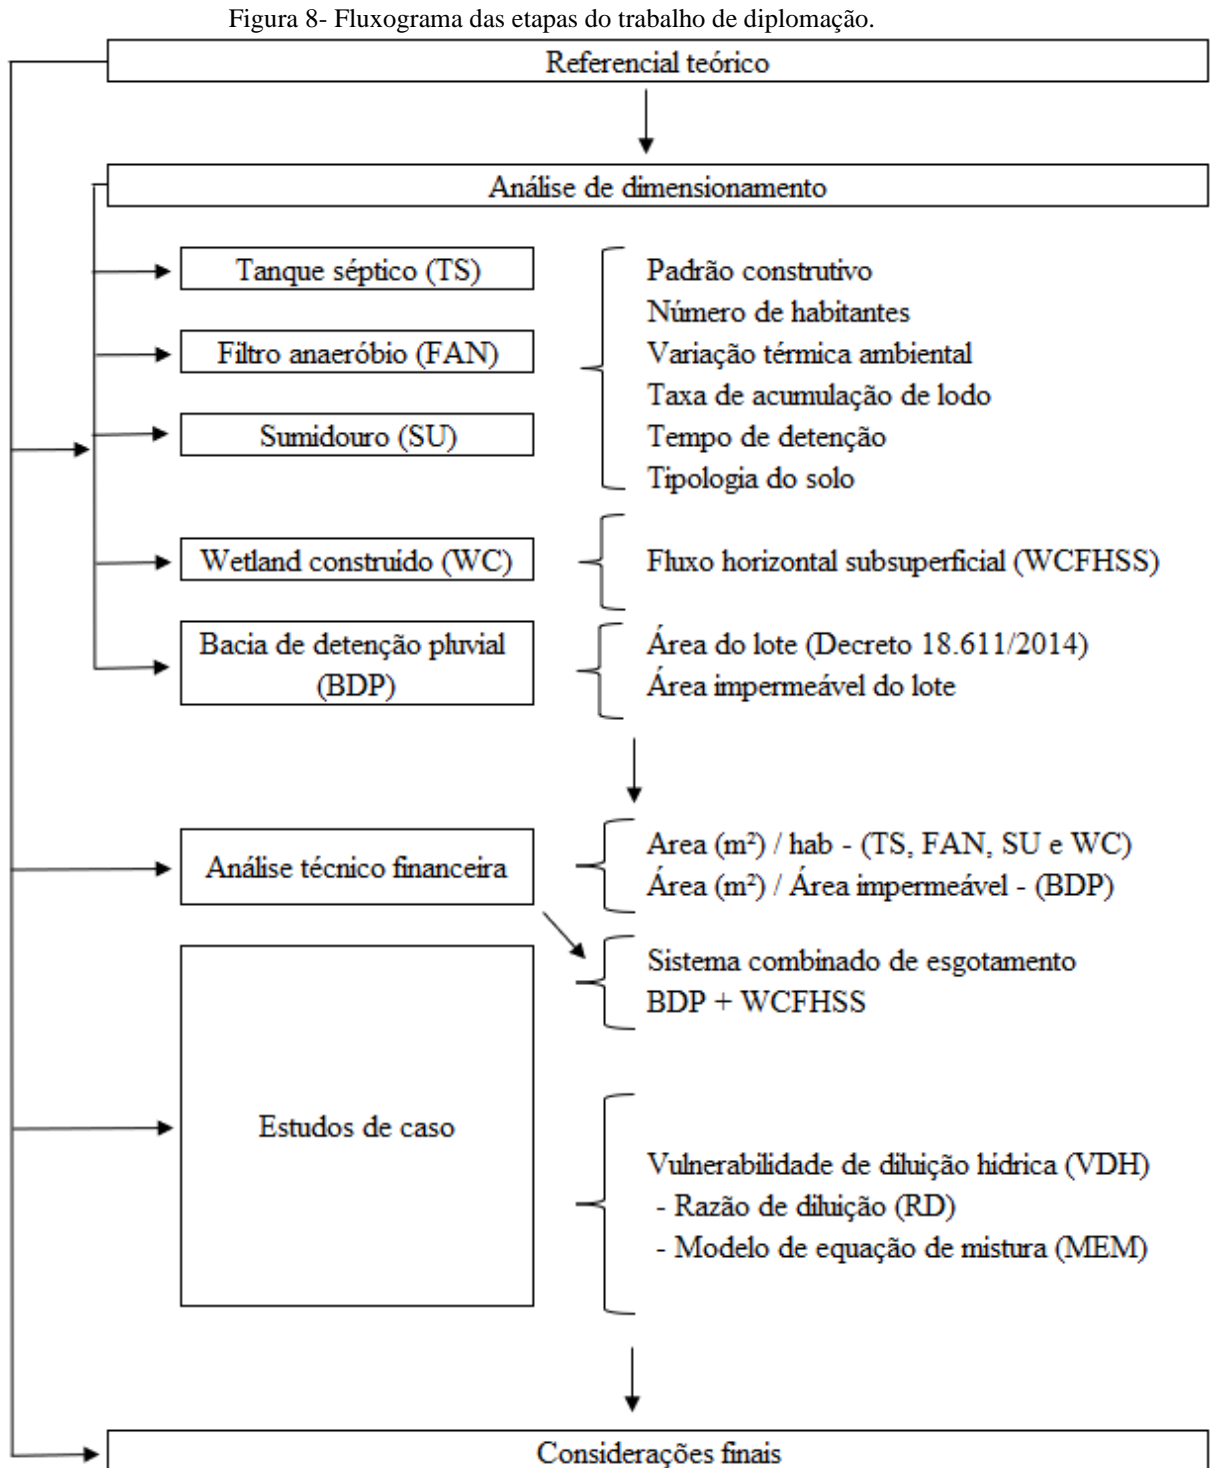 Figura 8- Fluxograma das etapas do trabalho de diplomação.
Referencial teórico
Análise de dimensionamento
Tanque séptico (TS)
Filtro anaeróbio (FAN)
Sumidouro (SU)
Padrão construtivo
Número de habitantes
Variação térmica ambiental
Taxa de acumulação de lodo
Tempo de detenção
Tipologia do solo
Wetland construído (WC)
Fluxo horizontal subsuperficial (WCFHSS)
Bacia de detenção pluvial
(BDP)
Área do lote (Decreto 18.611/2014)
Área impermeável do lote
Análise técnico financeira
Area (m²) / hab - (TS, FAN, SU e WC)
Área (m²) / Área impermeável - (BDP)
Sistema combinado de esgotamento
BDP + WCFHSS
Estudos de caso
Vulnerabilidade de diluição hídrica (VDH)
- Razão de diluição (RD)
- Modelo de equação de mistura (MEM)
Considerações finais